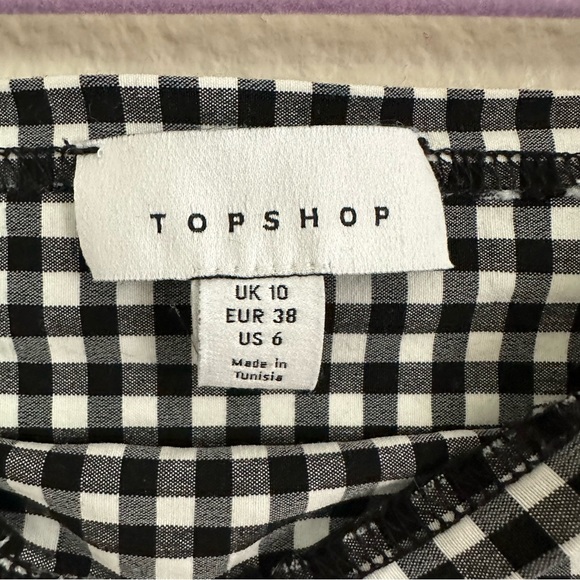 TOPSHOP
UK 10
EUR 38
US 6
Made in
Tunisia